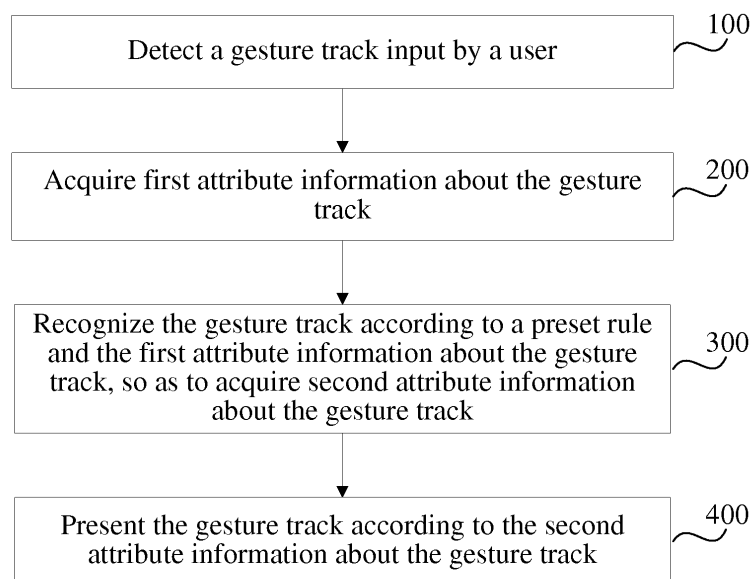 100
Detect a gesture track input by a user
200
Acquire first attribute information about the gesture
track
300
Recognize the gesture track according to a preset rule
and the first attribute information about the gesture
track, so as to acquire second attribute information
about the gesture track
400
Present the gesture track according to the second
attribute information about the gesture track